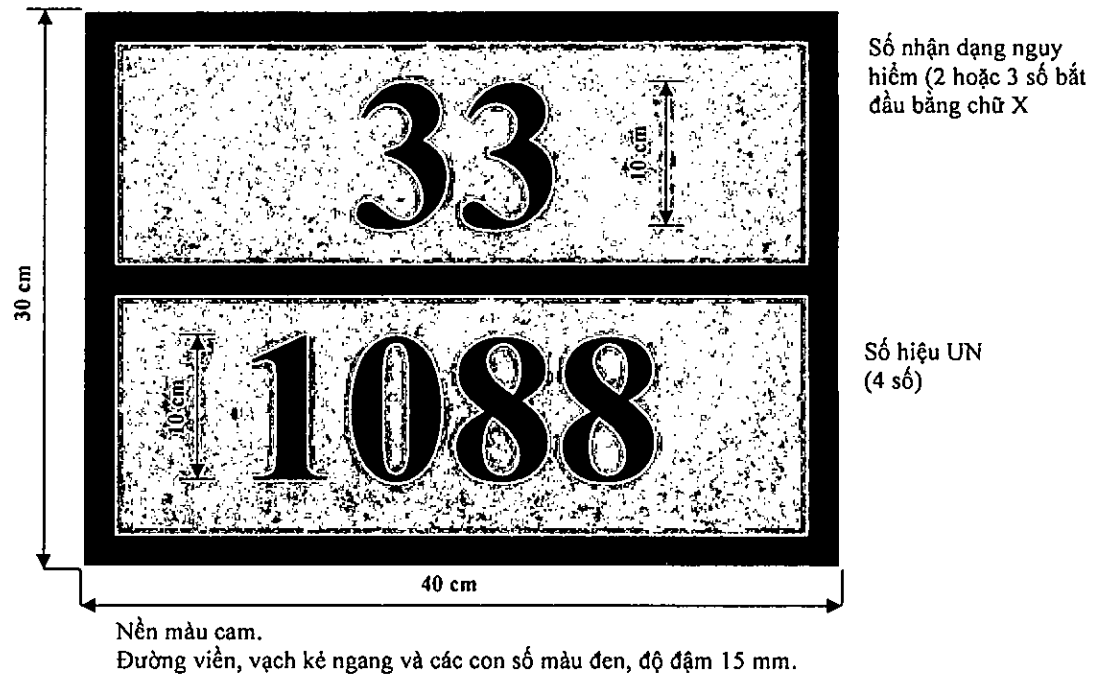 33
10 cm
Số nhận dạng nguy
hiểm (2 hoặc 3 số bắt
đầu bằng chữ X
30 cm
1088
10 cm
Số hiệu UN
(4 số)
40 cm
Nền màu cam.
Đường viền, vạch kẻ ngang và các con số màu đen, độ đậm 15 mm.